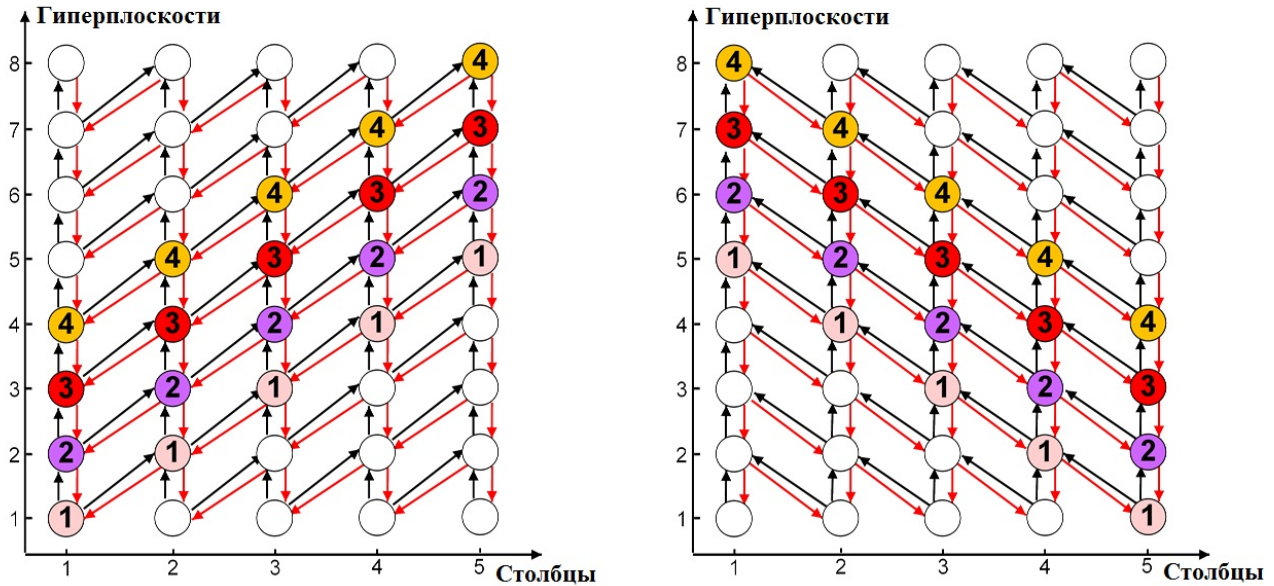 Гиперплоскости
8 4
7 4 3
6 4 3 2
5 4 3 2 1
4 4 3 2 1
3 3 2 1
2 2 1
1 1
1 2 3 4 5
Столбцы
Гиперплоскости
8 4
7 3 4
6 2 3 4
5 1 2 3 4
4 1 2 3 4
3 1 2 3
2 1 2
1 1
1 2 3 4 5
Столбцы